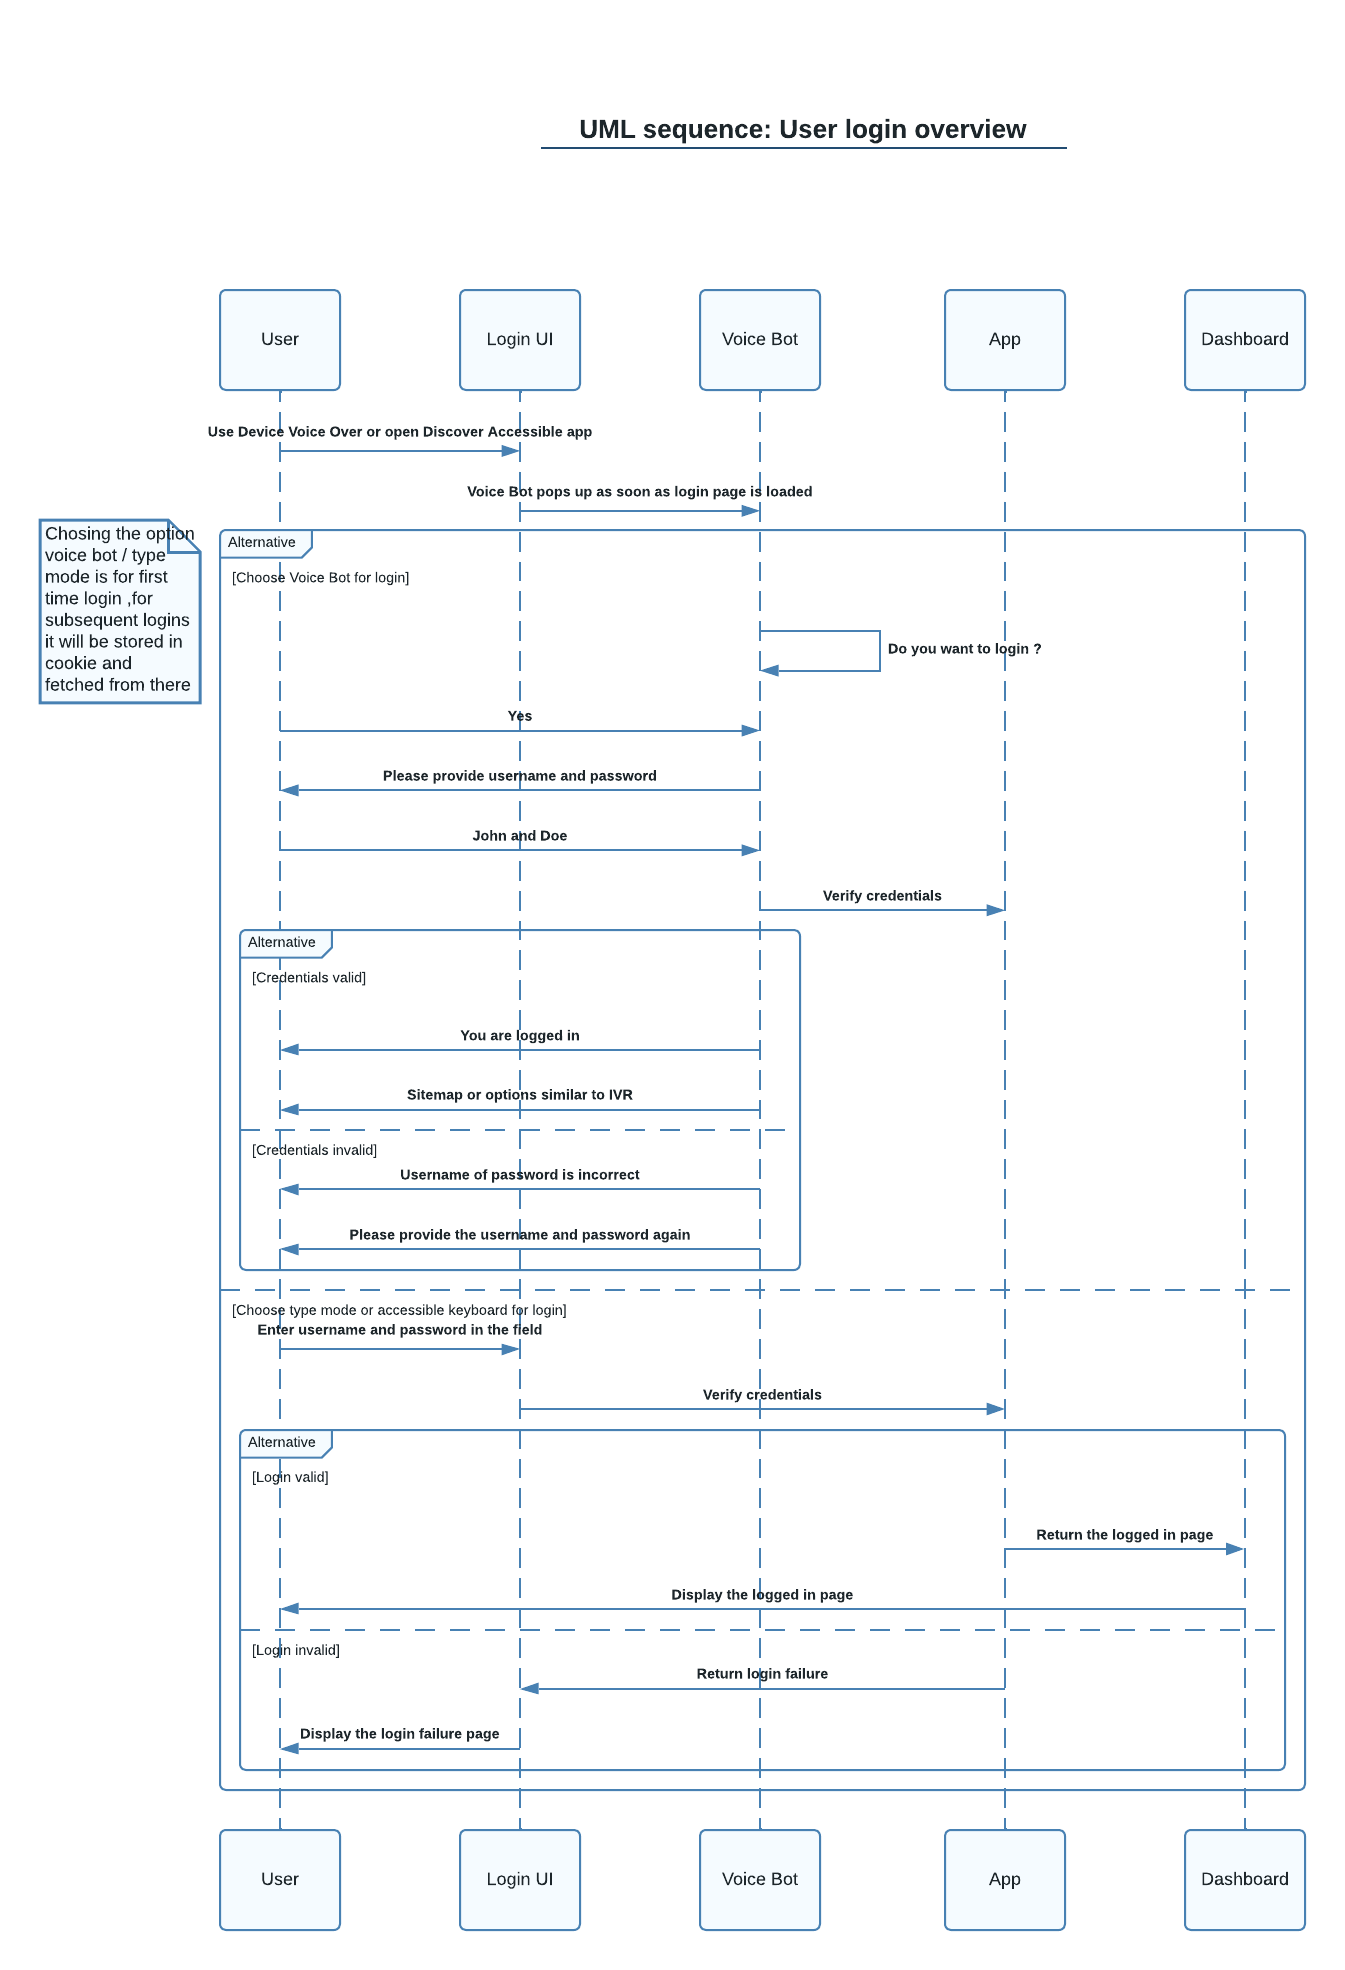 UML sequence: User login overview
User
Login UI
Voice Bot
App
Dashboard
Use Device Voice Over or open Discover Accessible app
Voice Bot pops up as soon as login page is loaded
Chosing the option
voice bot / type
mode is for first
time login ,for
subsequent logins
it will be stored in
cookie and
fetched from there
Alternative
[Choose Voice Bot for login]
Do you want to login ?
Yes
Please provide username and password
John and Doe
Verify credentials
Alternative
[Credentials valid]
You are logged in
Sitemap or options similar to IVR
[Credentials invalid]
Username of password is incorrect
Please provide the username and password again
[Choose type mode or accessible keyboard for login]
Enter username and password in the field
Verify credentials
Alternative
[Login valid]
Return the logged in page
Display the logged in page
[Login invalid]
Return login failure
Display the login failure page
User
Login UI
Voice Bot
App
Dashboard